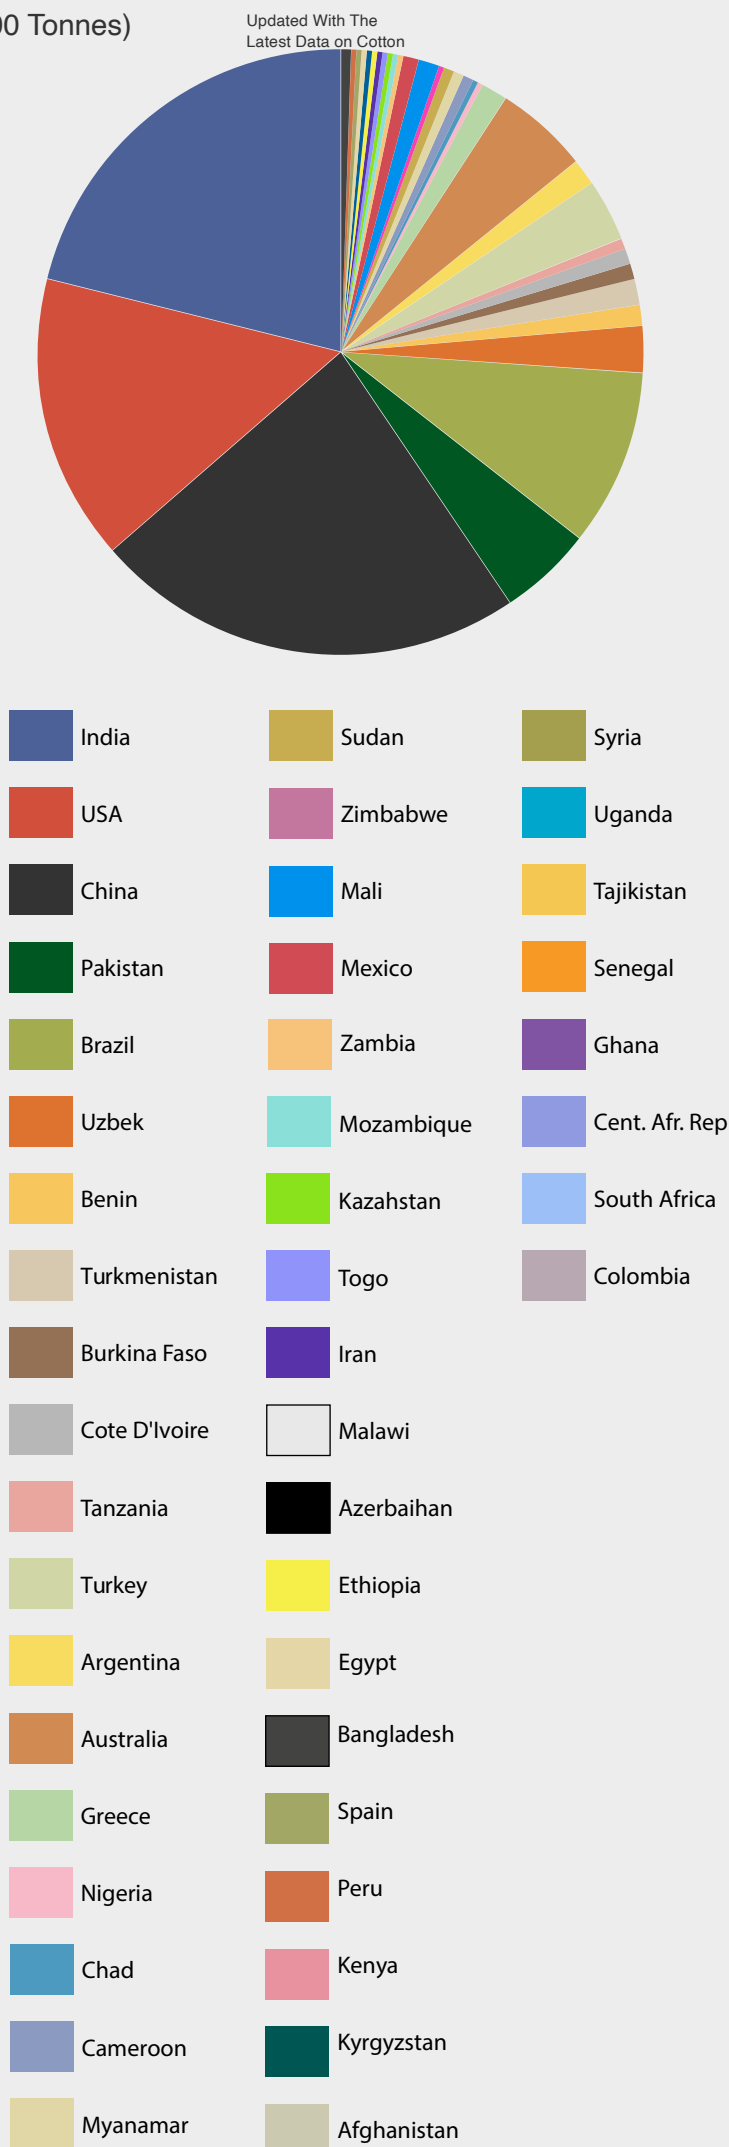 00 Tonnes)
Updated With The
Latest Data on Cotton
India
USA
China
Pakistan
Brazil
Uzbek
Benin
Turkmenistan
Burkina Faso
Cote D'Ivoire
Tanzania
Turkey
Argentina
Australia
Greece
Nigeria
Chad
Cameroon
Myanamar
Sudan
Zimbabwe
Mali
Mexico
Zambia
Mozambique
Kazahstan
Togo
Iran
Malawi
Azerbaihan
Ethiopia
Egypt
Bangladesh
Spain
Peru
Kenya
Kyrgyzstan
Afghanistan
Syria
Uganda
Tajikistan
Senegal
Ghana
Cent. Afr. Rep
South Africa
Colombia